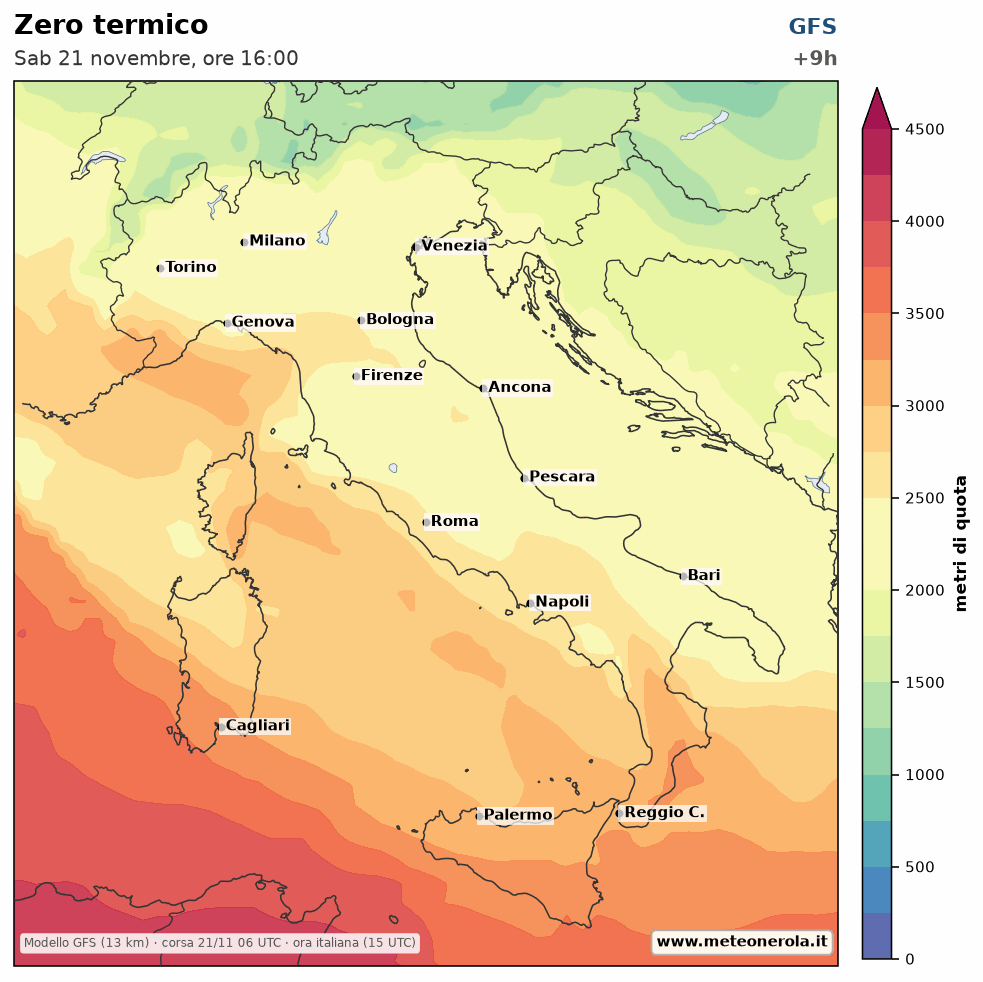 Zero termico
GFS
Sab 21 novembre, ore 16:00
+9h
4500
4000
3500
3000
2500
2000
1500
1000
500
0
metri di quota
Milano
Venezia
Torino
Genova
Bologna
Firenze
Ancona
Pescara
Roma
Bari
Napoli
Cagliari
Palermo
Reggio C.
Modello GFS (13 km) · corsa 21/11 06 UTC · ora italiana (15 UTC)
www.meteonerola.it